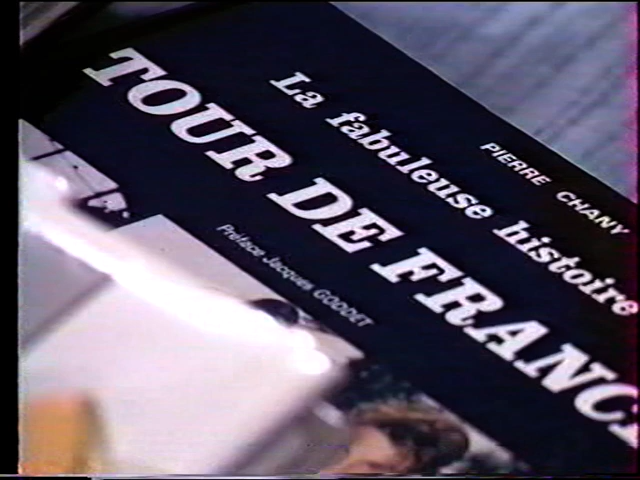 PIERRE CHANY
La fabuleuse histoire
TOUR DE FRANC
Préface Jacques GODDET